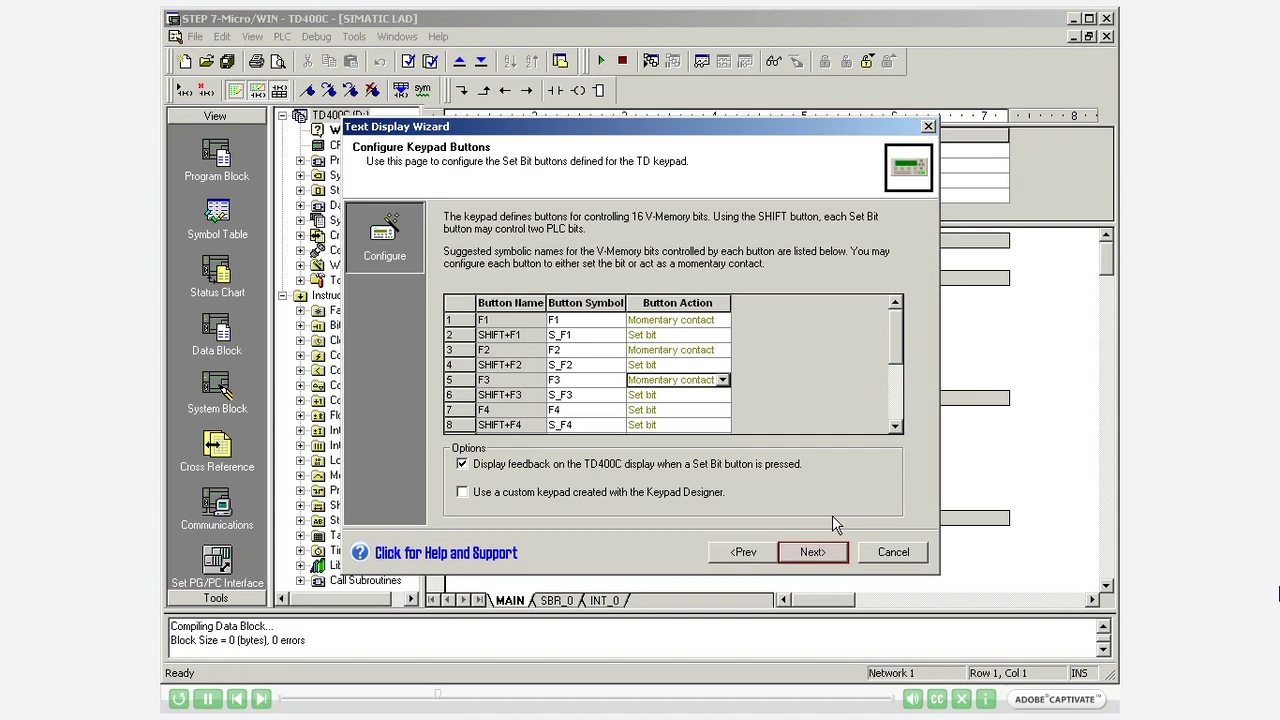 STEP 7-Micro/WIN - TD400C - [SIMATIC LAD]
File Edit View PLC Debug Tools Windows Help
sym
View
TD400C
Program Block
Symbol Table
Status Chart
Data Block
System Block
Cross Reference
Communications
Set PG/PC Interface
Tools
Call Subroutines
Text Display Wizard
Configure Keypad Buttons
Use this page to configure the Set Bit buttons defined for the TD keypad.
Configure
The keypad defines buttons for controlling 16 V-Memory bits. Using the SHIFT button, each Set Bit
button may control two PLC bits.
Suggested symbolic names for the V-Memory bits controlled by each button are listed below. You may
configure each button to either set the bit or act as a momentary contact.
Button Name Button Symbol Button Action
1 F1 F1 Momentary contact
2 SHIFT+F1 S_F1 Set bit
3 F2 F2 Momentary contact
4 SHIFT+F2 S_F2 Set bit
5 F3 F3 Momentary contact
6 SHIFT+F3 S_F3 Set bit
7 F4 F4 Set bit
8 SHIFT+F4 S_F4 Set bit
Options
Display feedback on the TD400C display when a Set Bit button is pressed.
Use a custom keypad created with the Keypad Designer.
Click for Help and Support
<Prev Next> Cancel
MAIN SBR_0 INT_0
Compiling Data Block...
Block Size = 0 (bytes), 0 errors
Ready Network 1 Row 1, Col 1 INS
CC ADOBE® CAPTIVATE™